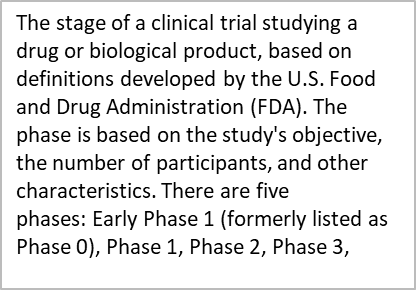 The stage of a clinical trial studying a
drug or biological product, based on
definitions developed by the U.S. Food
and Drug Administration (FDA). The
phase is based on the study's objective,
the number of participants, and other
characteristics. There are five
phases: Early Phase 1 (formerly listed as
Phase 0), Phase 1, Phase 2, Phase 3,